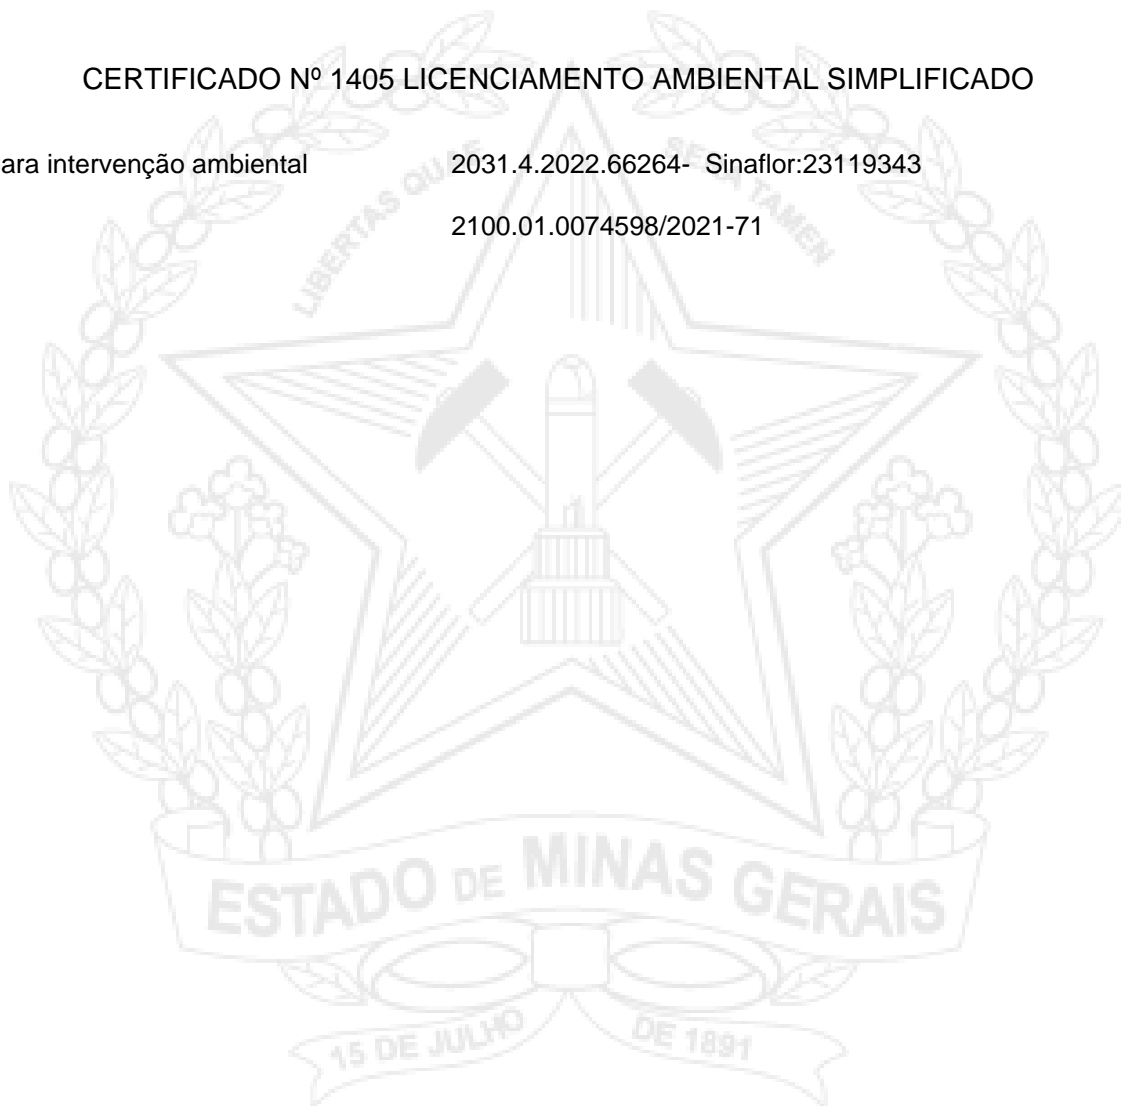 CERTIFICADO Nº 1405 LICENCIAMENTO AMBIENTAL SIMPLIFICADO
ara intervenção ambiental 2031.4.2022.66264- Sinaflor:23119343
2100.01.0074598/2021-71
LIBERTAS QUAE SERA TAMEN
ESTADO DE MINAS GERAIS
15 DE JULHO DE 1891